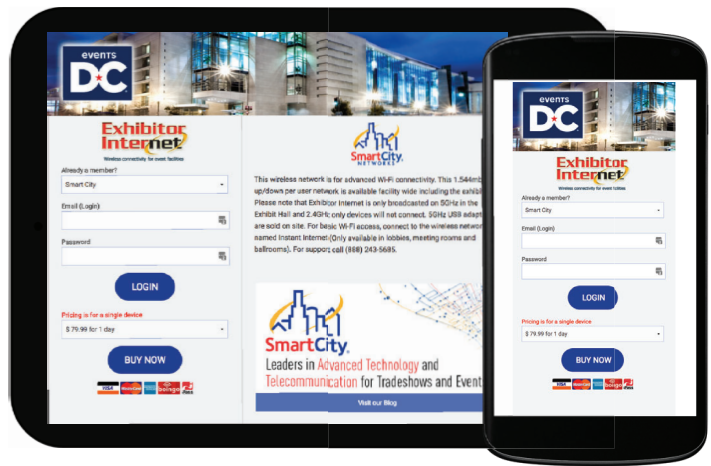 events
DC
Exhibitor
Internet
Wireless connectivity for event facilities
Already a member?
Smart City
Email (Login)
Password
LOGIN
Pricing is for a single device
$ 79.99 for 1 day
BUY NOW
VISA
boingo
SmartCity
NETWORKS
This wireless network is for advanced Wi-Fi connectivity. This 1.544mb
up/down per user network is available facility wide including the exhibi
Please note that Exhibitor Internet is only broadcasted on 5GHz in the
Exhibit Hall and 2.4GHz only devices will not connect. 5GHz USB adapt
are sold on site. For basic Wi-Fi access, connect to the wireless networ
named Instant Internet-(Only available in lobbies, meeting rooms and
ballrooms). For support call (888) 243-5685.
SmartCity
Leaders in Advanced Technology and
Telecommunication for Tradeshows and Event
Visit our Blog
events
DC
Exhibitor
Internet
Wireless connectivity for event facilities
Already a member?
Smart City
Email (Login)
Password
LOGIN
Pricing is for a single device
$ 79.99 for 1 day
BUY NOW
VISA
boingo